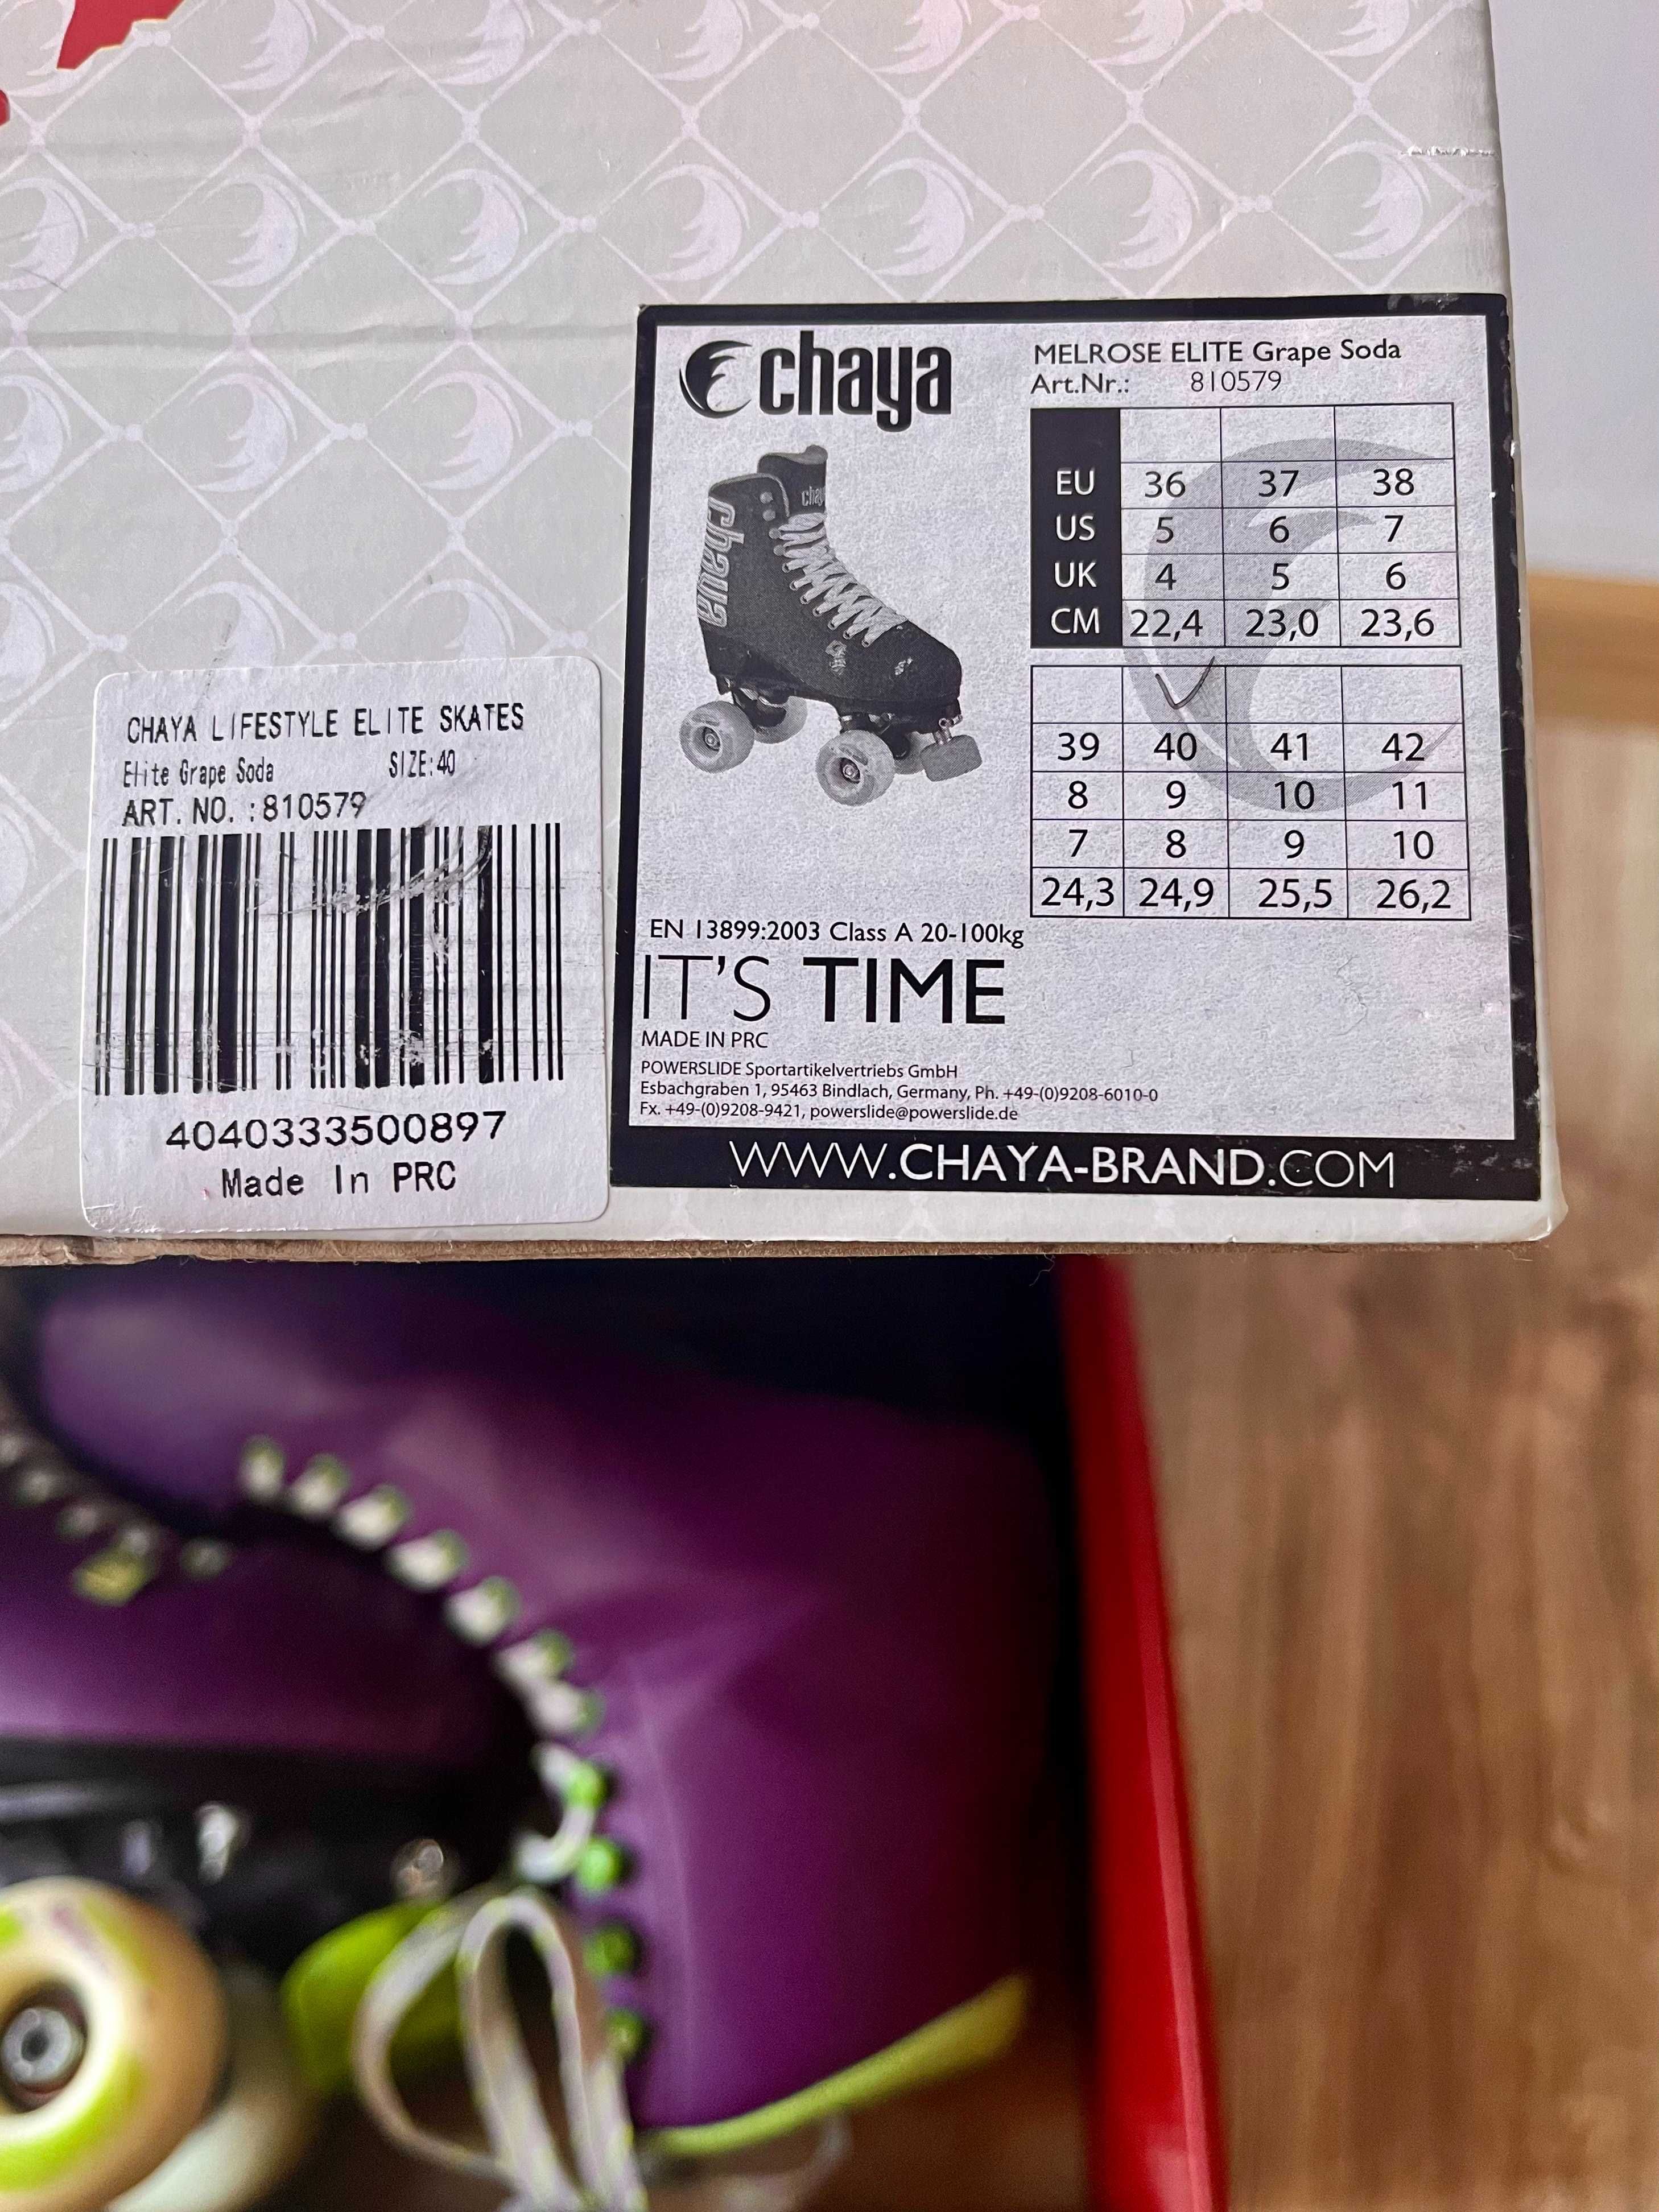 CHAYA LIFESTYLE ELITE SKATES
Elite Grape Soda SIZE:40
ART. NO. :810579
4040333500897
Made In PRC
chaya
MELROSE ELITE Grape Soda
Art.Nr.: 810579
chaya
chaya
EU 36 37 38
US 5 6 7
UK 4 5 6
CM 22,4 23,0 23,6
39 40 41 42
8 9 10 11
7 8 9 10
24,3 24,9 25,5 26,2
EN 13899:2003 Class A 20-100kg
IT'S TIME
MADE IN PRC
POWERSLIDE Sportartikelvertriebs GmbH
Esbachgraben 1, 95463 Bindlach, Germany, Ph. +49-(0)9208-6010-0
Fx. +49-(0)9208-9421, powerslide@powerslide.de
WWW.CHAYA-BRAND.COM